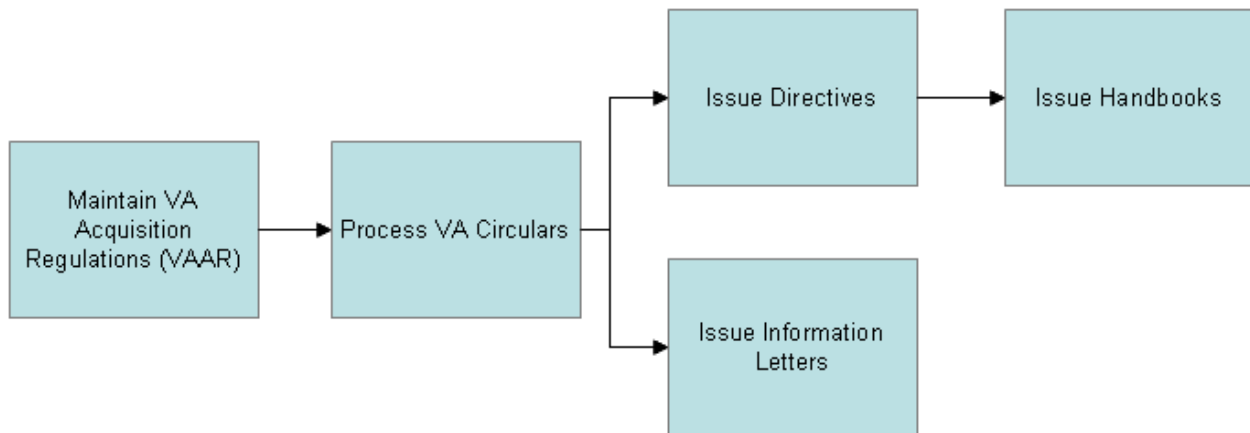 Maintain VA
Acquisition
Regulations (VAAR)
Process VA Circulars
Issue Directives
Issue Handbooks
Issue Information
Letters